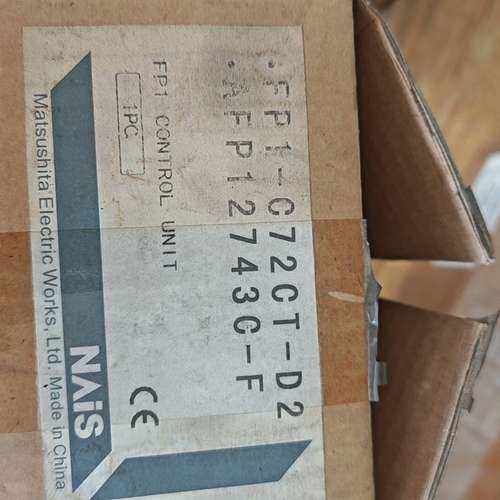 ·FP1-C72CT-D2
·AFP12743C-F
FP1 CONTROL UNIT
1PC
CE
NAiS
Matsushita Electric Works, Ltd. Made in China